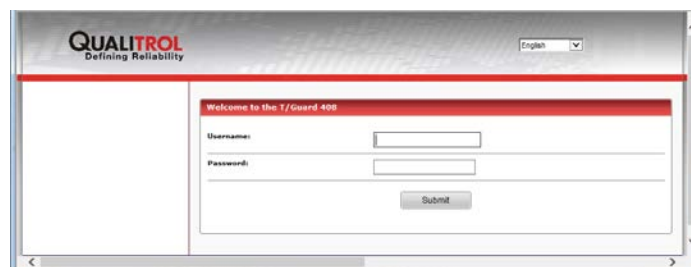 QUALITROL
Defining Reliability
English
Welcome to the T/Guard 408
Username:
Password:
Submit